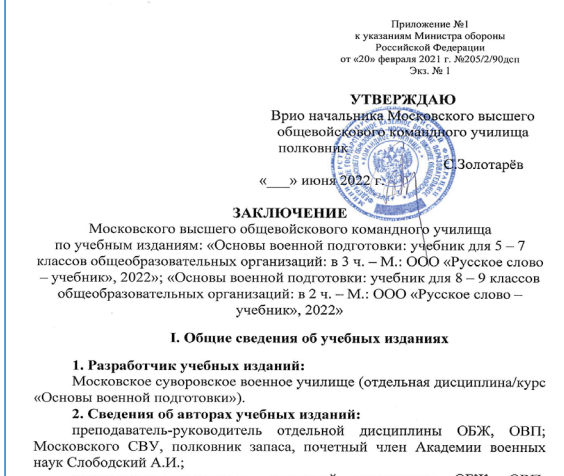 Приложение №1
к указаниям Министра обороны
Российской Федерации
от «20» февраля 2021 г. №205/2/90дсп
Экз. № 1
УТВЕРЖДАЮ
Врио начальника Московского высшего
общевойскового командного училища
полковник
С.Золотарёв
«___» июня 2022 г.
ЗАКЛЮЧЕНИЕ
Московского высшего общевойскового командного училища
по учебным изданиям: «Основы военной подготовки: учебник для 5 – 7
классов общеобразовательных организаций: в 3 ч. – М.: ООО «Русское слово
– учебник», 2022»; «Основы военной подготовки: учебник для 8 – 9 классов
общеобразовательных организаций: в 2 ч. – М.: ООО «Русское слово –
учебник», 2022»
I. Общие сведения об учебных изданиях
1. Разработчик учебных изданий:
Московское суворовское военное училище (отдельная дисциплина/курс
«Основы военной подготовки»).
2. Сведения об авторах учебных изданий:
преподаватель-руководитель отдельной дисциплины ОБЖ, ОВП;
Московского СВУ, полковник запаса, почетный член Академии военных
наук Слободский А.И.;